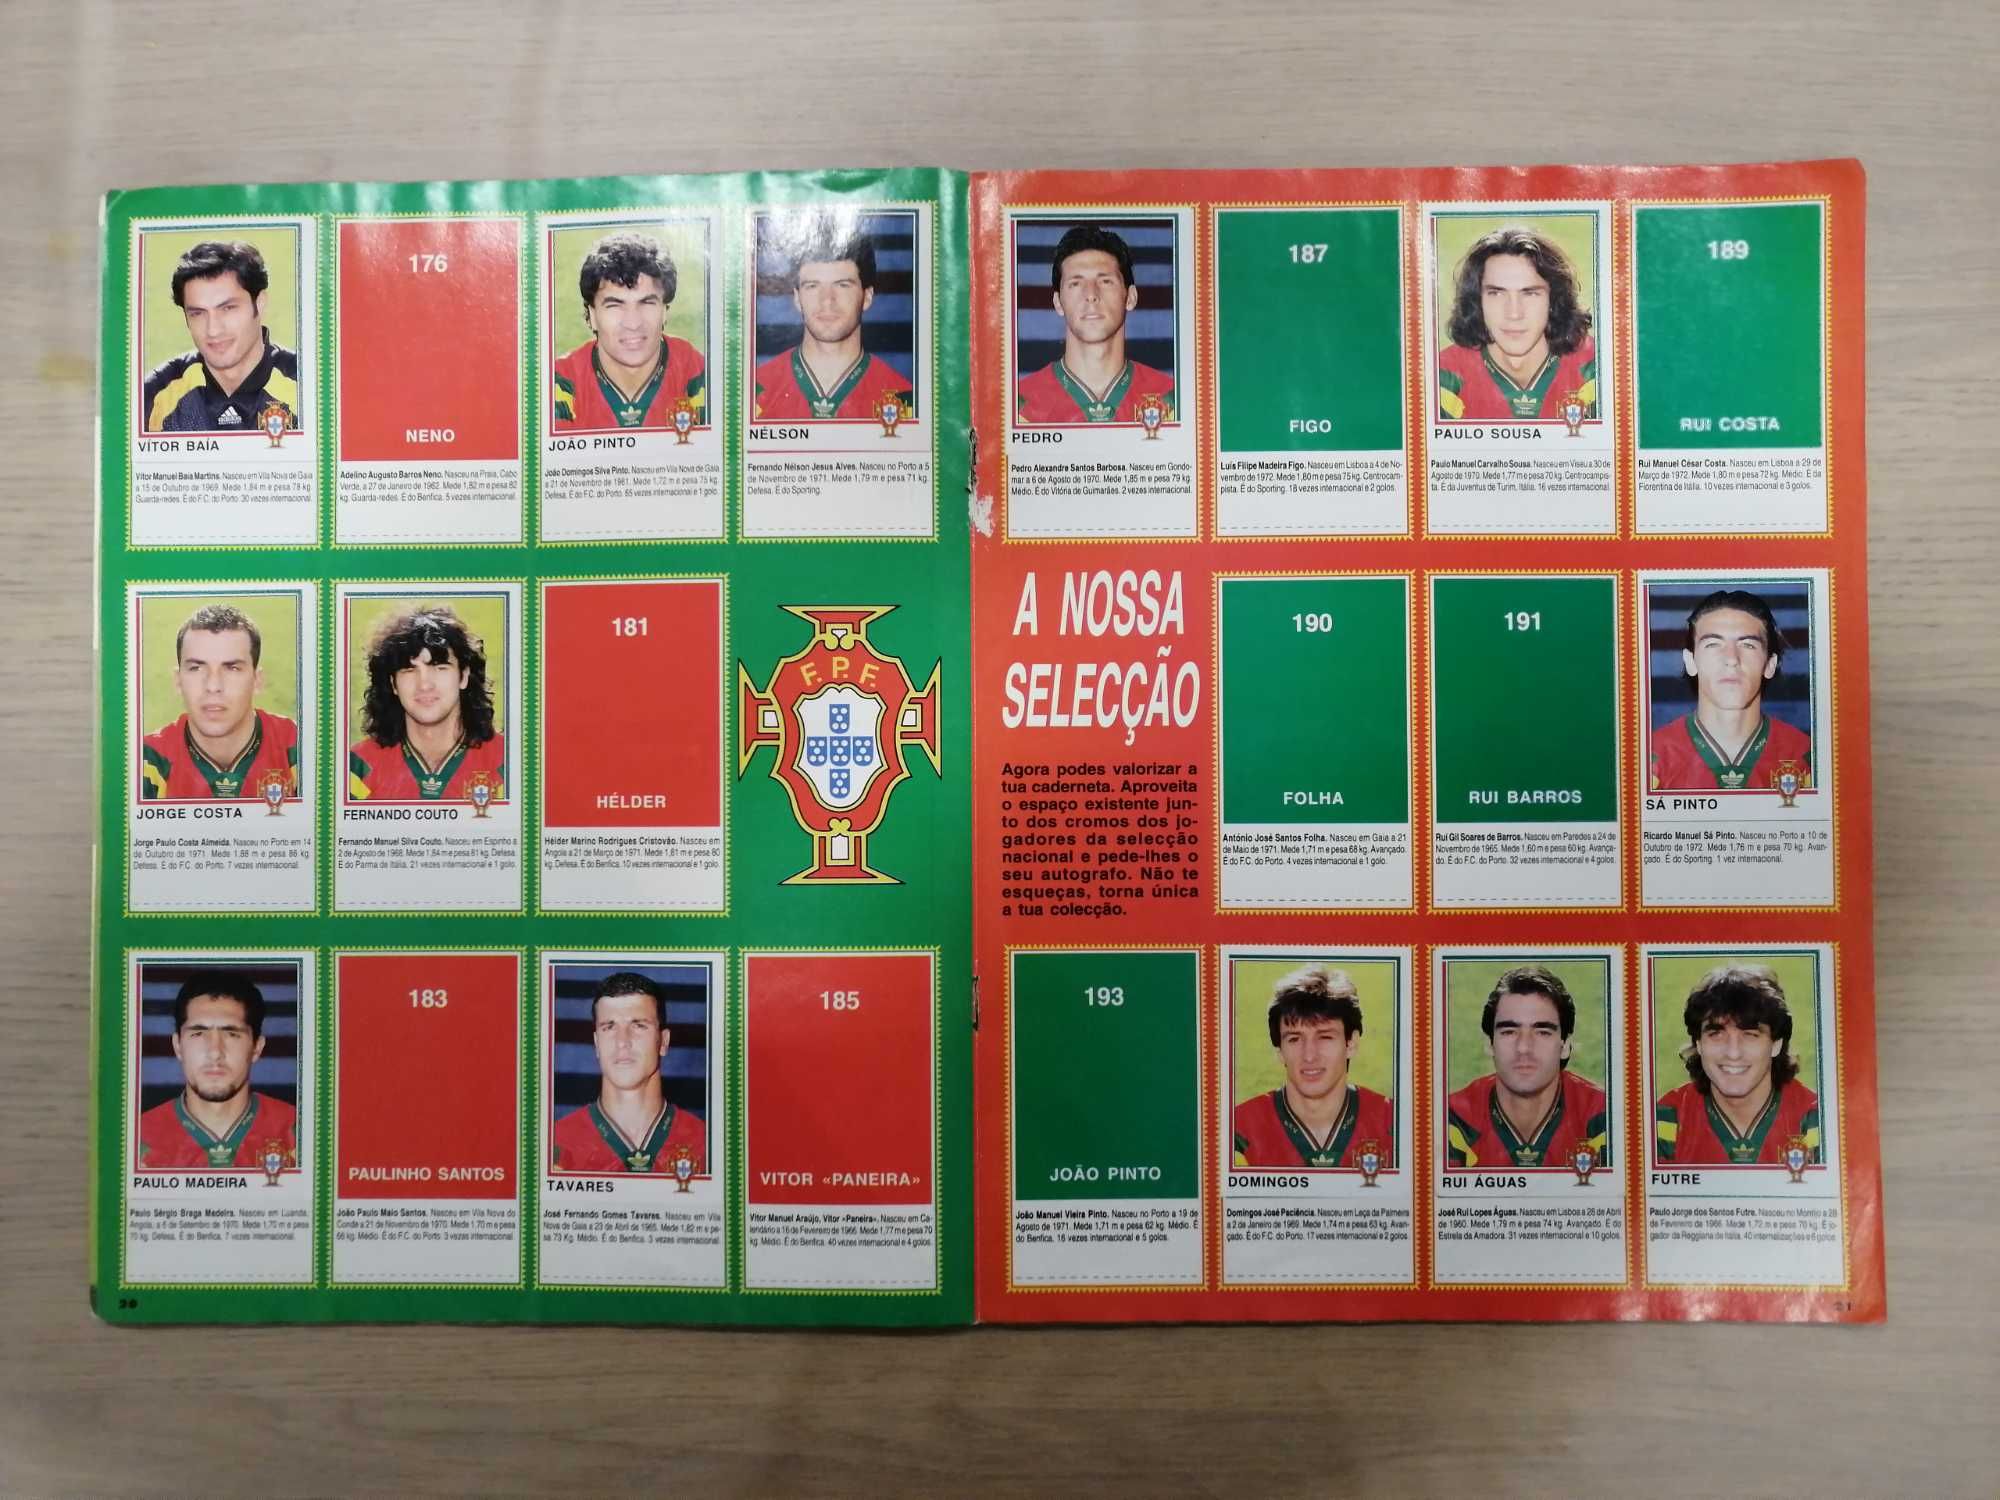 VÍTOR BAÍA
Vítor Manuel Baía Martins. Nasceu em Vila Nova de Gaia
a 15 de Outubro de 1969. Mede 1,84 m e pesa 78 kg.
Guarda-redes. É do F.C. do Porto. 30 vezes internacional.
176
NENO
Adelino Augusto Barros Neno. Nasceu na Praia, Cabo
Verde, a 27 de Janeiro de 1962. Mede 1,82 m e pesa 82
kg. Guarda-redes. É do Benfica. 5 vezes internacional.
JOÃO PINTO
João Domingos Silva Pinto. Nasceu em Vila Nova de Gaia
a 21 de Novembro de 1961. Mede 1,72 m e pesa 75 kg.
Defesa. É do F.C. do Porto. 65 vezes internacional e 1 golo.
NÉLSON
Fernando Nélson Jesus Alves. Nasceu no Porto a 5
de Novembro de 1971. Mede 1,79 m e pesa 71 kg.
Defesa. É do Sporting.
JORGE COSTA
Jorge Paulo Costa Almeida. Nasceu no Porto em 14
de Outubro de 1971. Mede 1,88 m e pesa 86 kg.
Defesa. É do F.C. do Porto. 7 vezes internacional.
FERNANDO COUTO
Fernando Manuel Silva Couto. Nasceu em Espinho a
2 de Agosto de 1968. Mede 1,84 m e pesa 81 kg. Defesa.
É do Parma de Itália. 21 vezes internacional e 1 golo.
181
HÉLDER
Hélder Marino Rodrigues Cristovão. Nasceu em
Angola a 21 de Março de 1971. Mede 1,81 m e pesa 80
kg. Defesa. É do Benfica. 10 vezes internacional e 1 golo.
F.P.F.
PAULO MADEIRA
Paulo Sérgio Braga Madeira. Nasceu em Luanda,
Angola, a 6 de Setembro de 1970. Mede 1,70 m e pesa
70 kg. Defesa. É do Benfica. 7 vezes internacional.
183
PAULINHO SANTOS
João Paulo Maio Santos. Nasceu em Vila Nova do
Conde a 21 de Novembro de 1970. Mede 1,70 m e pesa
66 kg. Médio. É do F.C. do Porto. 3 vezes internacional.
TAVARES
José Fernando Gomes Tavares. Nasceu em Vila
Nova de Gaia a 23 de Abril de 1965. Mede 1,82 m e pe-
sa 73 Kg. Médio. É do Benfica. 3 vezes internacional.
185
VITOR «PANEIRA»
Vitor Manuel Araújo, Vitor «Paneira». Nasceu em Ca-
lendário a 16 de Fevereiro de 1966. Mede 1,77 m e pesa 70
kg. Médio. É do Benfica. 40 vezes internacional e 4 golos.
20
PEDRO
Pedro Alexandre Santos Barbosa. Nasceu em Gondo-
mar a 6 de Agosto de 1970. Mede 1,85 m e pesa 79 kg.
Médio. É do Vitória de Guimarães. 2 vezes internacional.
187
FIGO
Luís Filipe Madeira Figo. Nasceu em Lisboa a 4 de No-
vembro de 1972. Mede 1,80 m e pesa 75 kg. Centrocam-
pista. É do Sporting. 18 vezes internacional e 2 golos.
PAULO SOUSA
Paulo Manuel Carvalho Sousa. Nasceu em Viseu a 30 de
Agosto de 1970. Mede 1,77 m e pesa 70 kg. Centrocampis-
ta. É da Juventus de Turim, Itália. 16 vezes internacional.
189
RUI COSTA
Rui Manuel César Costa. Nasceu em Lisboa a 29 de
Março de 1972. Mede 1,80 m e pesa 72 kg. Médio. É da
Fiorentina de Itália. 10 vezes internacional e 3 golos.
A NOSSA
SELECÇÃO
Agora podes valorizar a
tua caderneta. Aproveita
o espaço existente jun-
to dos cromos dos jo-
gadores da selecção
nacional e pede-lhes o
seu autografo. Não te
esqueças, torna única
a tua colecção.
190
FOLHA
António José Santos Folha. Nasceu em Gaia a 21
de Maio de 1971. Mede 1,71 m e pesa 68 kg. Avançado.
É do F.C. do Porto. 4 vezes internacional e 1 golo.
191
RUI BARROS
Rui Gil Soares de Barros. Nasceu em Paredes a 24 de
Novembro de 1965. Mede 1,60 m e pesa 60 kg. Avança-
do. É do F.C. do Porto. 32 vezes internacional e 4 golos.
SÁ PINTO
Ricardo Manuel Sá Pinto. Nasceu no Porto a 10 de
Outubro de 1972. Mede 1,76 m e pesa 70 kg. Avan-
çado. É do Sporting. 1 vez internacional.
193
JOÃO PINTO
João Manuel Vieira Pinto. Nasceu no Porto a 19 de
Agosto de 1971. Mede 1,71 m e pesa 62 kg. Médio. É
do Benfica. 16 vezes internacional e 5 golos.
DOMINGOS
Domingos José Paciência. Nasceu em Leça da Palmeira
a 2 de Janeiro de 1969. Mede 1,74 m e pesa 63 kg. Avan-
çado. É do F.C. do Porto. 17 vezes internacional e 2 golos.
RUI ÁGUAS
José Rui Lopes Águas. Nasceu em Lisboa a 28 de Abril
de 1960. Mede 1,79 m e pesa 74 kg. Avançado. É do
Estrela da Amadora. 31 vezes internacional e 10 golos.
FUTRE
Paulo Jorge dos Santos Futre. Nasceu no Montijo a 28
de Fevereiro de 1966. Mede 1,72 m e pesa 76 kg. É jo-
gador da Reggiana de Itália. 40 internacionalizações e 6 golos.
21